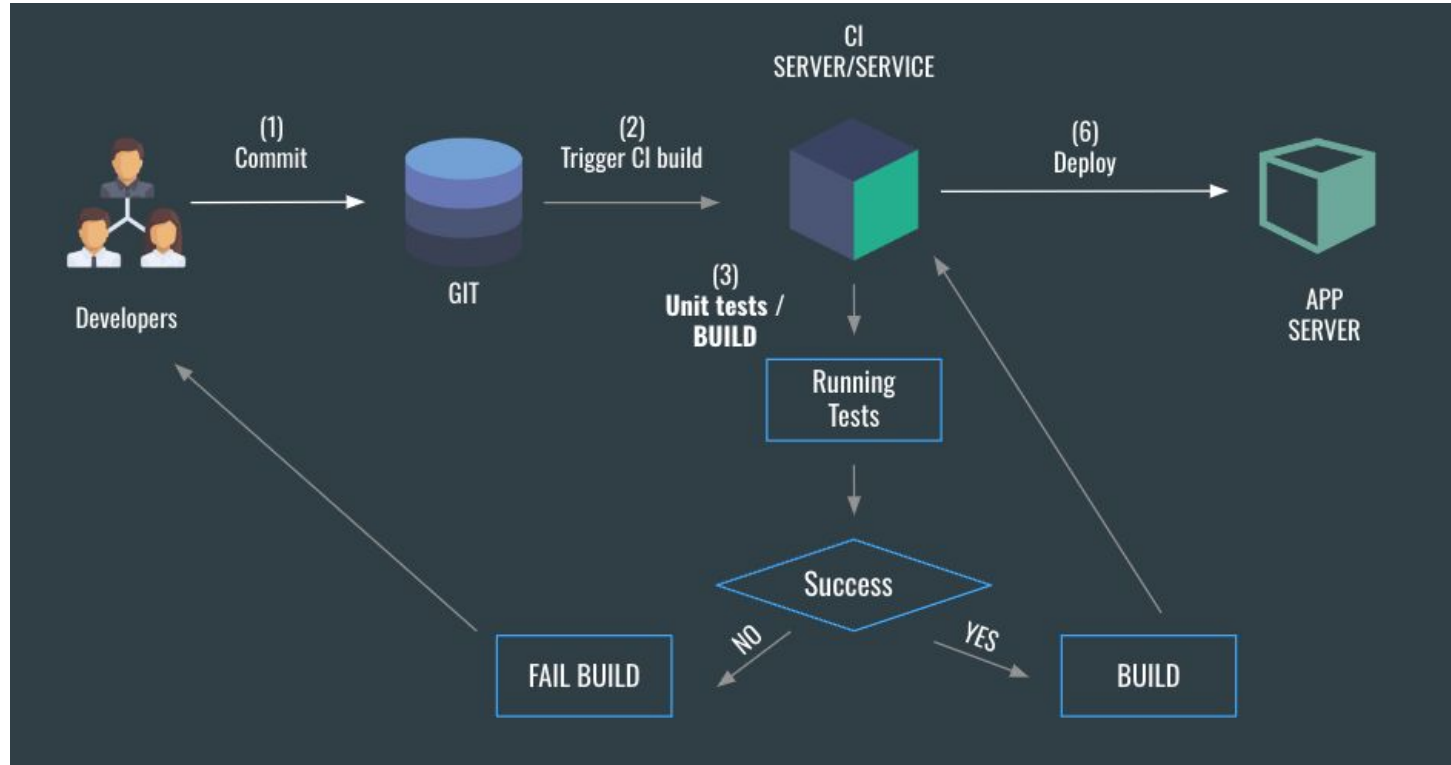 CI
SERVER/SERVICE
(1)
Commit
(2)
Trigger CI build
(6)
Deploy
Developers
GIT
(3)
Unit tests /
BUILD
APP
SERVER
Running
Tests
Success
NO
YES
FAIL BUILD
BUILD